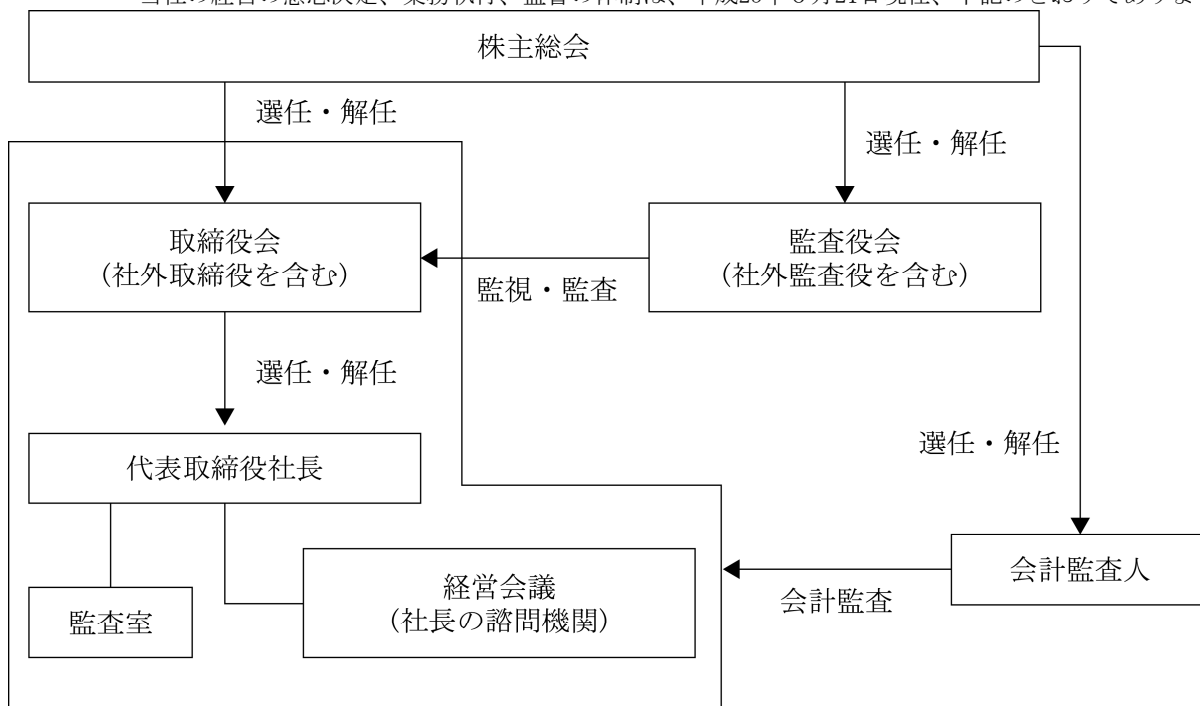 株主総会
選任・解任
選任・解任
取締役会
(社外取締役を含む)
監査役会
(社外監査役を含む)
監視・監査
選任・解任
選任・解任
代表取締役社長
経営会議
(社長の諮問機関)
監査室
会計監査人
会計監査